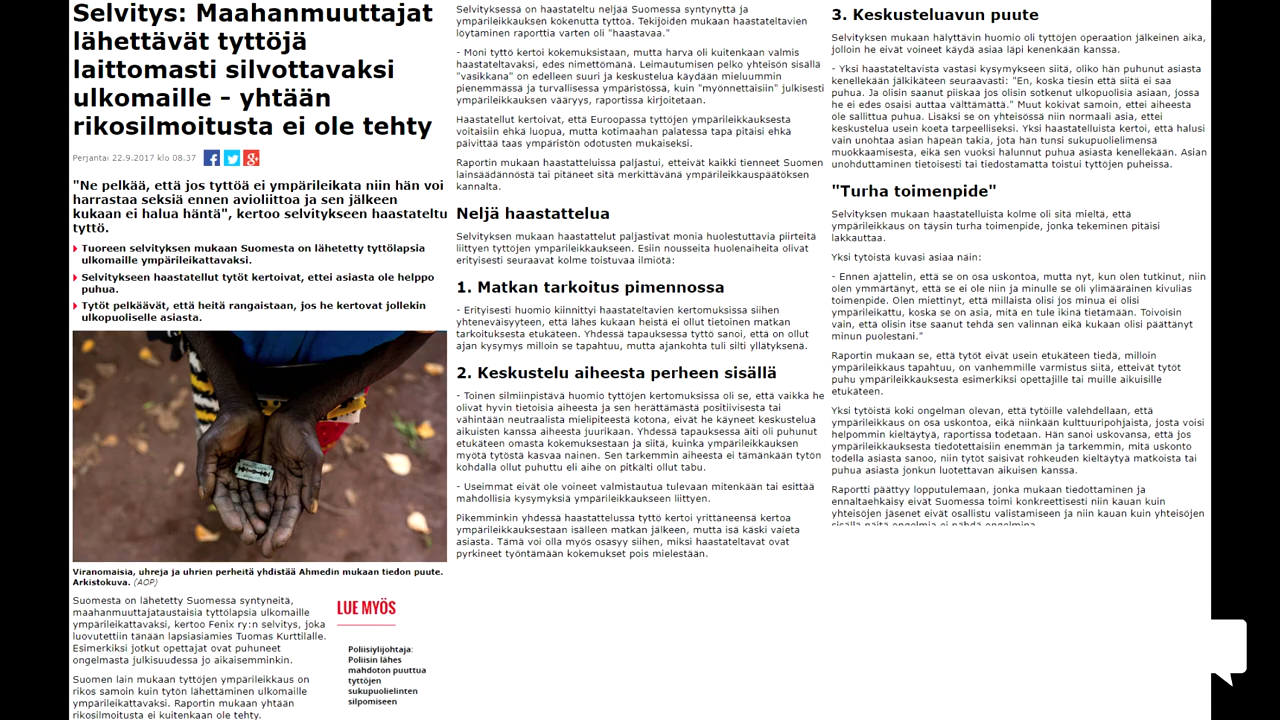 Selvitys: Maahanmuuttajat
lähettävät tyttöjä
laittomasti silvottavaksi
ulkomaille - yhtään
rikosilmoitusta ei ole tehty
Perjantai 22.9.2017 klo 08.37
"Ne pelkää, että jos tyttöä ei ympärileikata niin hän voi
harrastaa seksiä ennen avioliittoa ja sen jälkeen
kukaan ei halua häntä", kertoo selvitykseen haastateltu
tyttö.
Tuoreen selvityksen mukaan Suomesta on lähetetty tyttölapsia
ulkomaille ympärileikattavaksi.
Selvitykseen haastatellut tytöt kertoivat, ettei asiasta ole helppo
puhua.
Tytöt pelkäävät, että heitä rangaistaan, jos he kertovat jollekin
ulkopuoliselle asiasta.
Viranomaisia, uhreja ja uhrien perheitä yhdistää Ahmedin mukaan tiedon puute.
Arkistokuva. (AOP)
Suomesta on lähetetty Suomessa syntyneitä,
maahanmuuttajataustaisia tyttölapsia ulkomaille
ympärileikattavaksi, kertoo Fenix ry:n selvitys, joka
luovutettiin tänään lapsiasiamies Tuomas Kurttilalle.
Esimerkiksi jotkut opettajat ovat puhuneet
ongelmasta julkisuudessa jo aikaisemminkin.
Suomen lain mukaan tyttöjen ympärileikkaus on
rikos samoin kuin tytön lähettäminen ulkomaille
ympärileikattavaksi. Raportin mukaan yhtään
rikosilmoitusta ei kuitenkaan ole tehty.
LUE MYÖS
Poliisiylijohtaja:
Poliisin lähes
mahdoton puuttua
tyttöjen
sukupuolielinten
silpomiseen
Selvityksessä on haastateltu neljää Suomessa syntynyttä ja
ympärileikkauksen kokenutta tyttöä. Tekijöiden mukaan haastateltavien
löytäminen raporttia varten oli "haastavaa."
- Moni tyttö kertoi kokemuksistaan, mutta harva oli kuitenkaan valmis
haastateltavaksi, edes nimettömänä. Leimautumisen pelko yhteisön sisällä
"vasikkana" on edelleen suuri ja keskustelua käydään mieluummin
pienemmässä ja turvallisessa ympäristössä, kuin "myönnettäisiin" julkisesti
ympärileikkauksen vääryys, raportissa kirjoitetaan.
Haastatellut kertoivat, että Euroopassa tyttöjen ympärileikkauksesta
voitaisiin ehkä luopua, mutta kotimaahan palatessa tapa pitäisi ehkä
päivittää taas ympäristön odotusten mukaiseksi.
Raportin mukaan haastatteluissa paljastui, etteivät kaikki tienneet Suomen
lainsäädännöstä tai pitäneet sitä merkittävänä ympärileikkauspäätöksen
kannalta.
Neljä haastattelua
Selvityksen mukaan haastattelut paljastivat monia huolestuttavia piirteitä
liittyen tyttöjen ympärileikkaukseen. Esiin nousseita huolenaiheita olivat
erityisesti seuraavat kolme toistuvaa ilmiötä:
1. Matkan tarkoitus pimennossa
- Erityisesti huomio kiinnittyi haastateltavien kertomuksissa siihen
yhteneväisyyteen, että lähes kukaan heistä ei ollut tietoinen matkan
tarkoituksesta etukäteen. Yhdessä tapauksessa tyttö sanoi, että on ollut
ajan kysymys milloin se tapahtuu, mutta ajankohta tuli silti yllätyksenä.
2. Keskustelu aiheesta perheen sisällä
- Toinen silmiinpistävä huomio tyttöjen kertomuksissa oli se, että vaikka he
olivat hyvin tietoisia aiheesta ja sen herättämästä positiivisesta tai
vähintään neutraalista mielipiteestä kotona, eivät he käyneet keskustelua
aikuisten kanssa aiheesta juurikaan. Yhdessä tapauksessa äiti oli puhunut
etukäteen omasta kokemuksestaan ja siitä, kuinka ympärileikkauksen
myötä tytöstä kasvaa nainen. Sen tarkemmin aiheesta ei tämänkään tytön
kohdalla ollut puhuttu eli aihe on pitkälti ollut tabu.
- Useimmat eivät ole voineet valmistautua tulevaan mitenkään tai esittää
mahdollisia kysymyksiä ympärileikkaukseen liittyen.
Pikemminkin yhdessä haastattelussa tyttö kertoi yrittäneensä kertoa
ympärileikkauksestaan isälleen matkan jälkeen, mutta isä käski vaieta
asiasta. Tämä voi olla myös osasyy siihen, miksi haastateltavat ovat
pyrkineet työntämään kokemukset pois mielestään.
3. Keskusteluavun puute
Selvityksen mukaan hälyttävin huomio oli tyttöjen operaation jälkeinen aika,
jolloin he eivät voineet käydä asiaa läpi kenenkään kanssa.
- Yksi haastateltavista vastasi kysymykseen siitä, oliko hän puhunut asiasta
kenellekään jälkikäteen seuraavasti: "En, koska tiesin että siitä ei saa
puhua. Ja olisin saanut piiskaa jos olisin sotkenut ulkopuolisia asiaan, jossa
he ei edes osaisi auttaa välttämättä." Muut kokivat samoin, ettei aiheesta
ole sallittua puhua. Lisäksi se on yhteisössä niin normaali asia, ettei
keskustelua usein koeta tarpeelliseksi. Yksi haastatelluista kertoi, että halusi
vain unohtaa asian häpeän takia, jota hän tunsi sukupuolielimensä
muokkaamisesta, eikä sen vuoksi halunnut puhua asiasta kenellekään. Asian
unohduttaminen tietoisesti tai tiedostamatta toistui tyttöjen puheissa.
"Turha toimenpide"
Selvityksen mukaan haastatelluista kolme oli sitä mieltä, että
ympärileikkaus on täysin turha toimenpide, jonka tekeminen pitäisi
lakkauttaa.
Yksi tytöistä kuvasi asiaa näin:
- Ennen ajattelin, että se on osa uskontoa, mutta nyt, kun olen tutkinut, niin
olen ymmärtänyt, että se ei ole niin ja minulle se oli ylimääräinen kivulias
toimenpide. Olen miettinyt, että millaista olisi jos minua ei olisi
ympärileikattu, koska se on asia, mitä en tule ikinä tietämään. Toivoisin
vain, että olisin itse saanut tehdä sen valinnan eikä kukaan olisi päättänyt
minun puolestani."
Raportin mukaan se, että tytöt eivät usein etukäteen tiedä, milloin
ympärileikkaus tapahtuu, on vanhemmille varmistus siitä, etteivät tytöt
puhu ympärileikkauksesta esimerkiksi opettajille tai muille aikuisille
etukäteen.
Yksi tytöistä koki ongelman olevan, että tytöille valehdellaan, että
ympärileikkaus on osa uskontoa, eikä niinkään kulttuuripohjaista, josta voisi
helpommin kieltäytyä, raportissa todetaan. Hän sanoi uskovansa, että jos
ympärileikkauksesta tiedotettaisiin enemmän ja tarkemmin, mitä uskonto
todella asiasta sanoo, niin tytöt saisivat rohkeuden kieltäytyä matkoista tai
puhua asiasta jonkun luotettavan aikuisen kanssa.
Raportti päättyy lopputulemaan, jonka mukaan tiedottaminen ja
ennaltaehkäisy eivät Suomessa toimi konkreettisesti niin kauan kuin
yhteisöjen jäsenet eivät osallistu valistamiseen ja niin kauan kuin yhteisöjen
sisällä näitä ongelmia ei nähdä ongelmina.